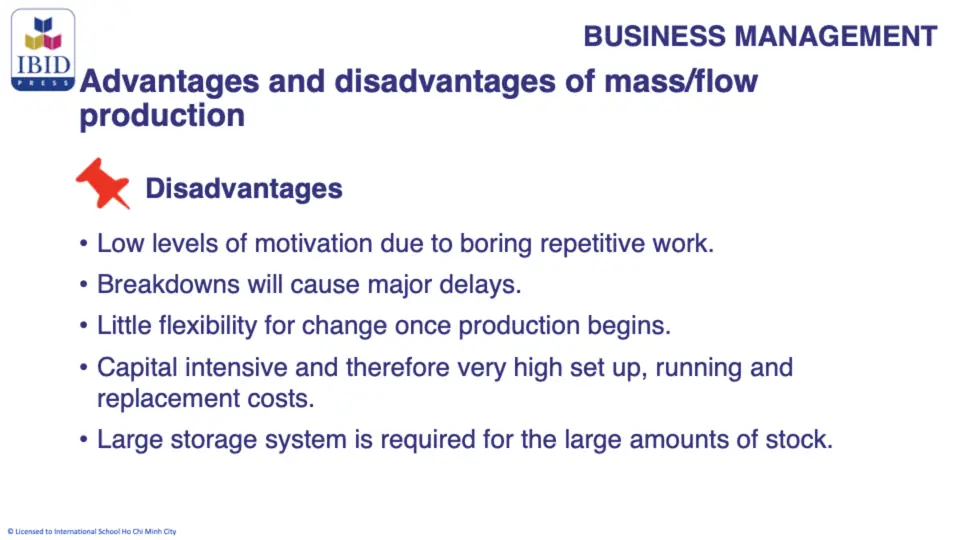 IBID
PRESS
BUSINESS MANAGEMENT
Advantages and disadvantages of mass/flow
production
Disadvantages
• Low levels of motivation due to boring repetitive work.
• Breakdowns will cause major delays.
• Little flexibility for change once production begins.
• Capital intensive and therefore very high set up, running and
replacement costs.
• Large storage system is required for the large amounts of stock.
© Licensed to International School Ho Chi Minh City